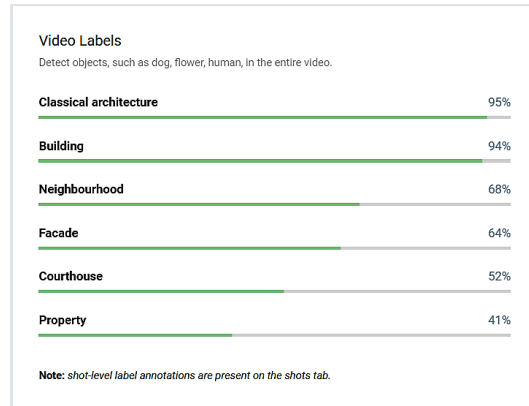 Video Labels
Detect objects, such as dog, flower, human, in the entire video.
Classical architecture 95%
Building 94%
Neighbourhood 68%
Facade 64%
Courthouse 52%
Property 41%
Note: shot-level label annotations are present on the shots tab.